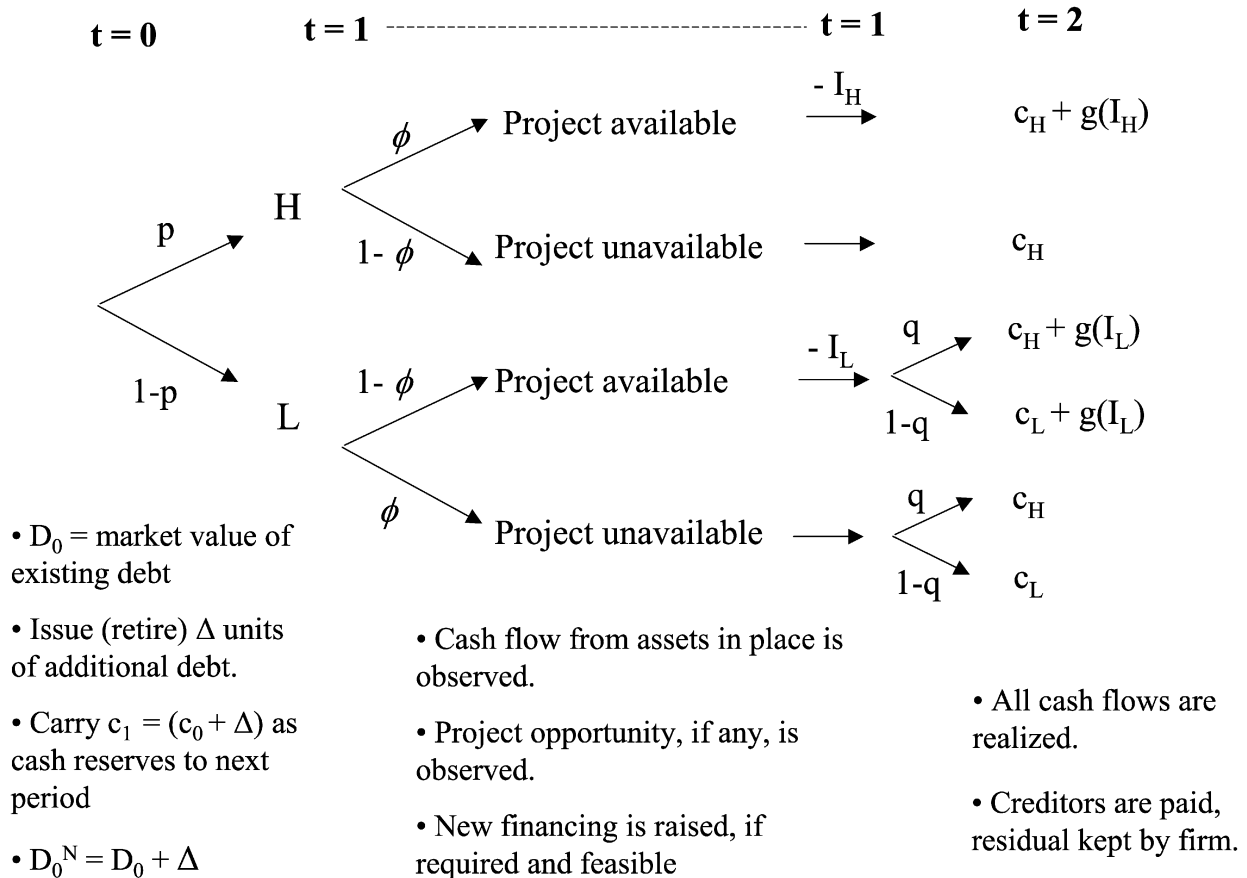 t = 0
t = 1
t = 1
t = 2
- I_H
ϕ
Project available
c_H + g(I_H)
H
p
1- ϕ
Project unavailable
c_H
q
c_H + g(I_L)
- I_L
1- ϕ
Project available
1-p
L
1-q
c_L + g(I_L)
q
c_H
ϕ
Project unavailable
1-q
c_L
• D_0 = market value of
existing debt
• Issue (retire) Δ units
of additional debt.
• Carry c_1 = (c_0 + Δ) as
cash reserves to next
period
• D_0^N = D_0 + Δ
• Cash flow from assets in place is
observed.
• Project opportunity, if any, is
observed.
• New financing is raised, if
required and feasible
• All cash flows are
realized.
• Creditors are paid,
residual kept by firm.